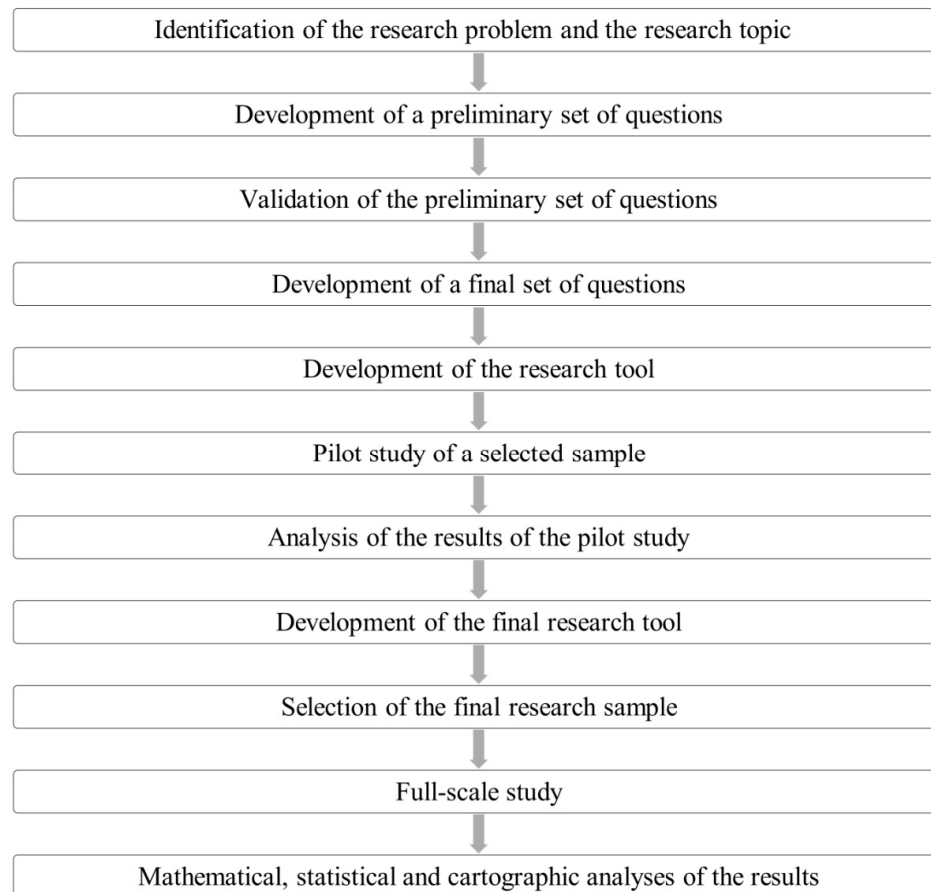 Identification of the research problem and the research topic
Development of a preliminary set of questions
Validation of the preliminary set of questions
Development of a final set of questions
Development of the research tool
Pilot study of a selected sample
Analysis of the results of the pilot study
Development of the final research tool
Selection of the final research sample
Full-scale study
Mathematical, statistical and cartographic analyses of the results